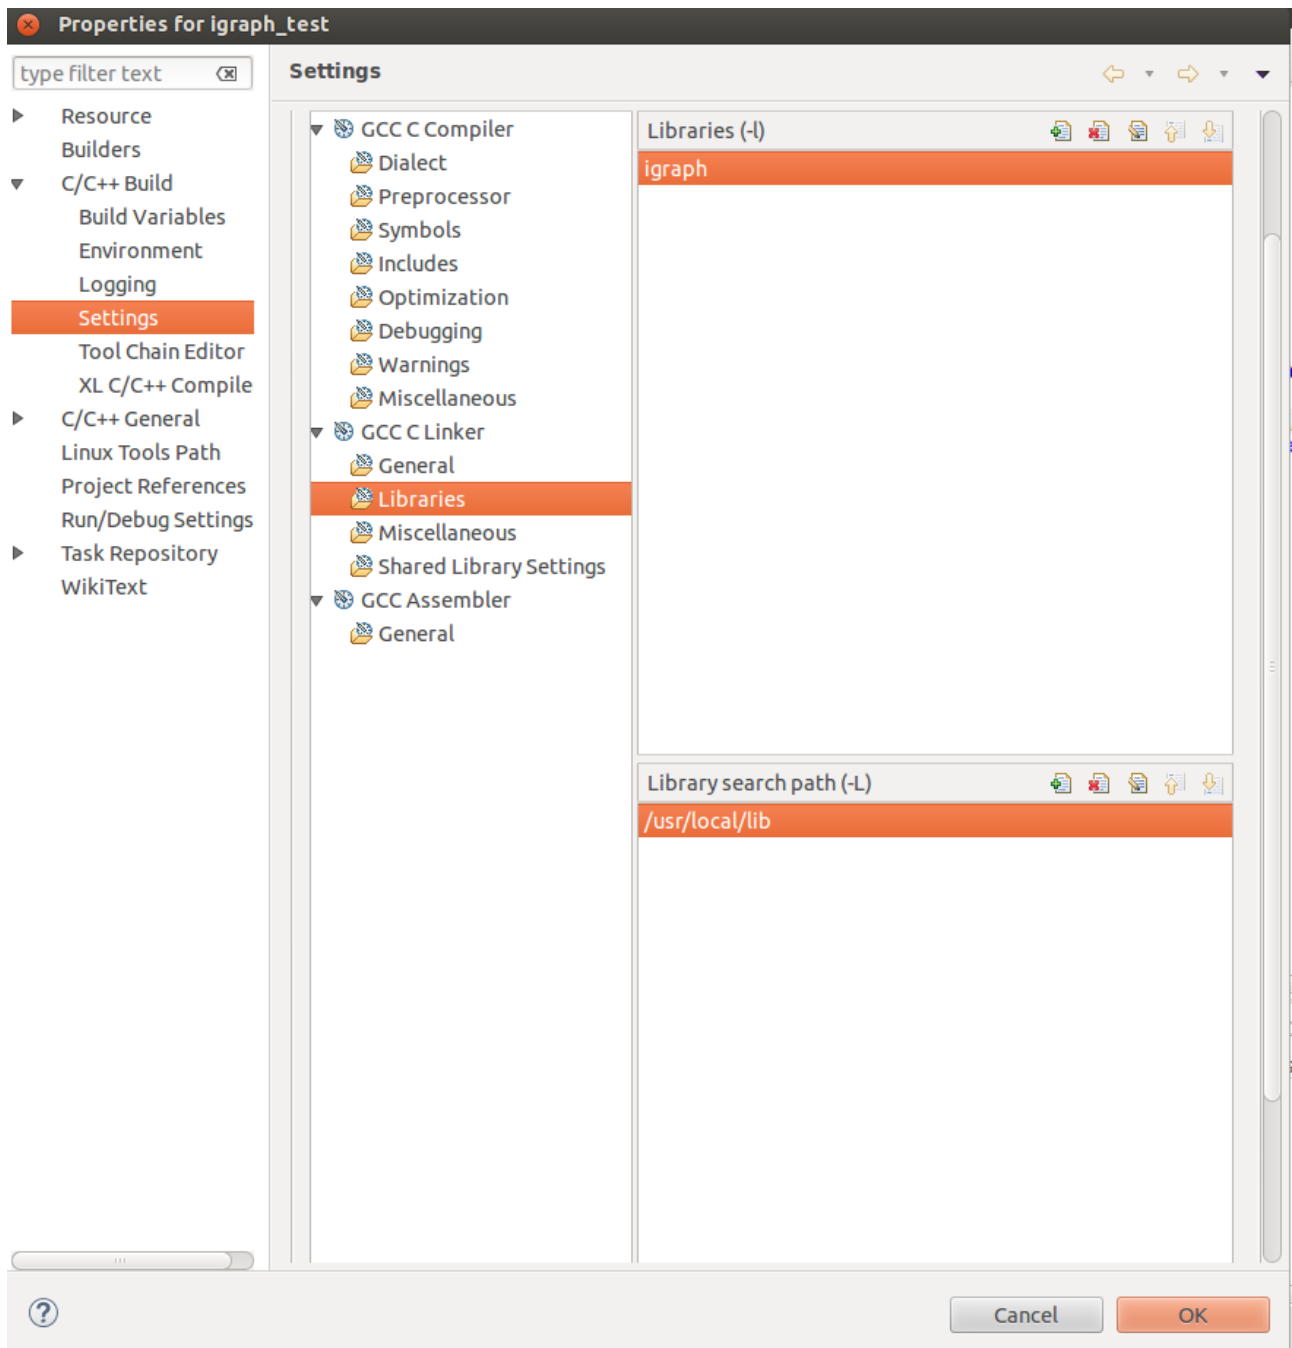 Properties for igraph_test
type filter text
Resource
Builders
C/C++ Build
Build Variables
Environment
Logging
Settings
Tool Chain Editor
XL C/C++ Compile
C/C++ General
Linux Tools Path
Project References
Run/Debug Settings
Task Repository
WikiText
Settings
GCC C Compiler
Dialect
Preprocessor
Symbols
Includes
Optimization
Debugging
Warnings
Miscellaneous
GCC C Linker
General
Libraries
Miscellaneous
Shared Library Settings
GCC Assembler
General
Libraries (-l)
igraph
Library search path (-L)
/usr/local/lib
?
Cancel
OK